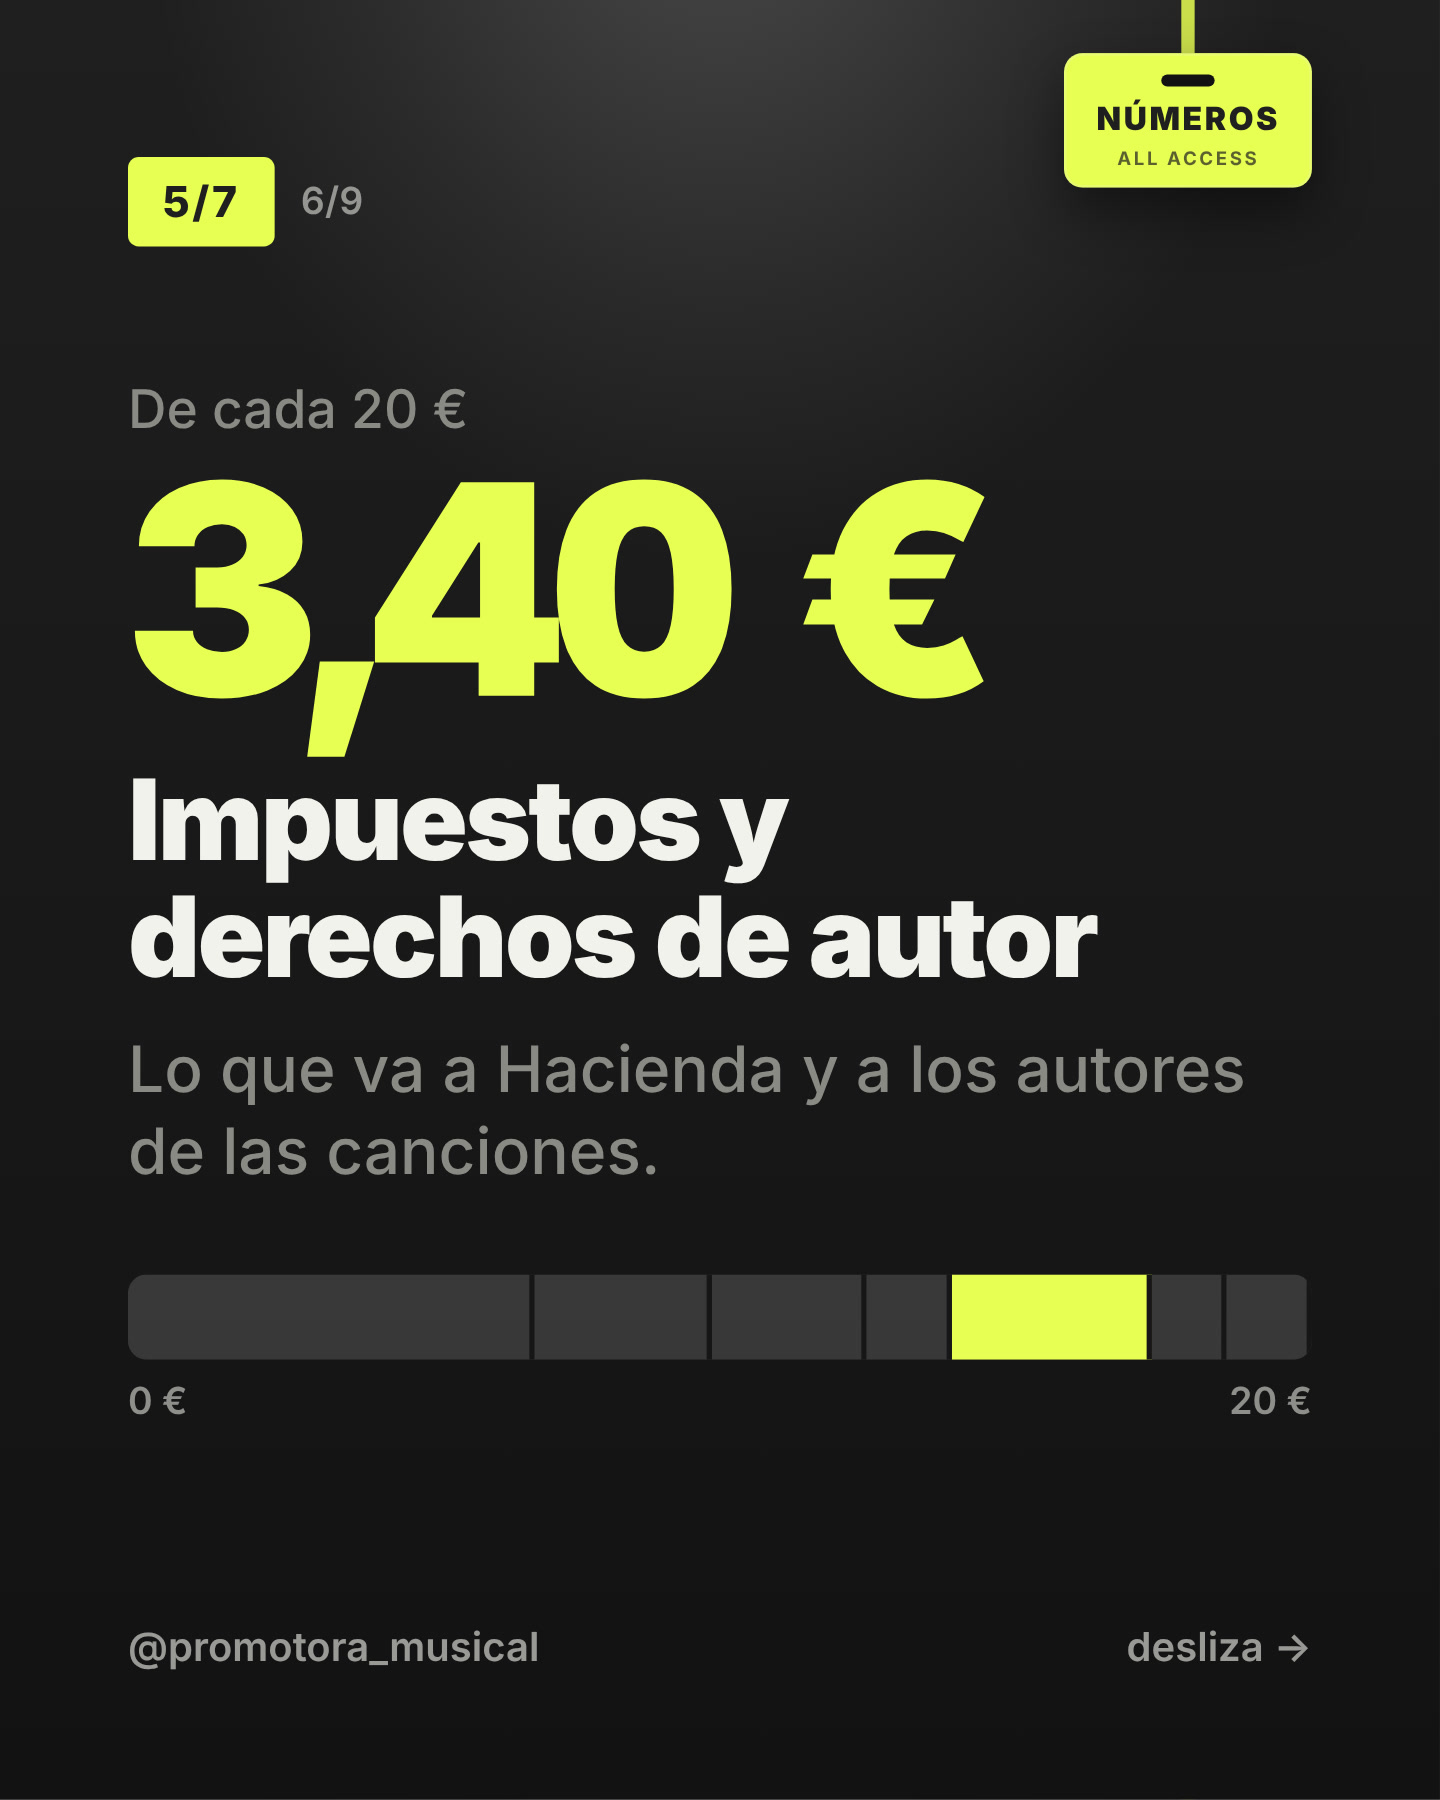 NÚMEROS
ALL ACCESS
5/7 6/9
De cada 20 €
3,40 €
Impuestos y
derechos de autor
Lo que va a Hacienda y a los autores
de las canciones.
0 € 20 €
@promotora_musical desliza →